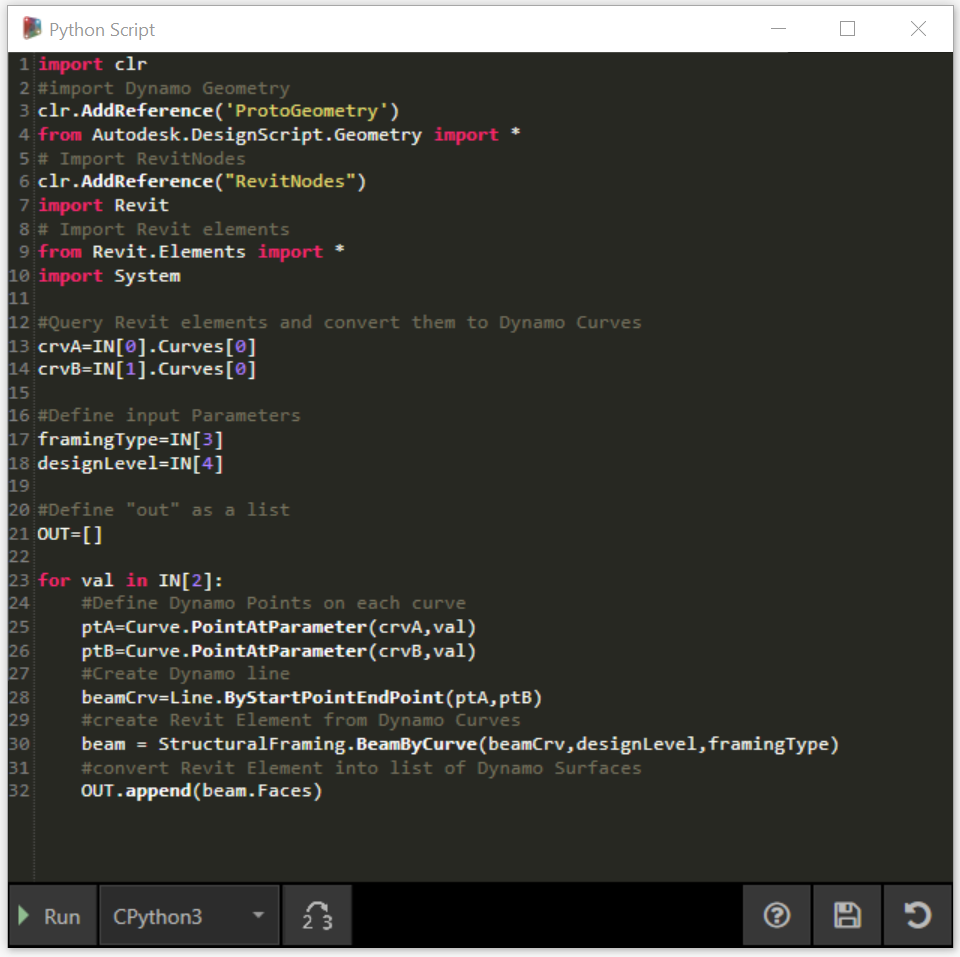 Python Script
1 import clr
2 #import Dynamo Geometry
3 clr.AddReference('ProtoGeometry')
4 from Autodesk.DesignScript.Geometry import *
5 # Import RevitNodes
6 clr.AddReference("RevitNodes")
7 import Revit
8 # Import Revit elements
9 from Revit.Elements import *
10 import System
11
12 #Query Revit elements and convert them to Dynamo Curves
13 crvA=IN[0].Curves[0]
14 crvB=IN[1].Curves[0]
15
16 #Define input Parameters
17 framingType=IN[3]
18 designLevel=IN[4]
19
20 #Define "out" as a list
21 OUT=[]
22
23 for val in IN[2]:
24     #Define Dynamo Points on each curve
25     ptA=Curve.PointAtParameter(crvA,val)
26     ptB=Curve.PointAtParameter(crvB,val)
27     #Create Dynamo line
28     beamCrv=Line.ByStartPointEndPoint(ptA,ptB)
29     #create Revit Element from Dynamo Curves
30     beam = StructuralFraming.BeamByCurve(beamCrv,designLevel,framingType)
31     #convert Revit Element into list of Dynamo Surfaces
32     OUT.append(beam.Faces)
Run CPython3 2 3 ?